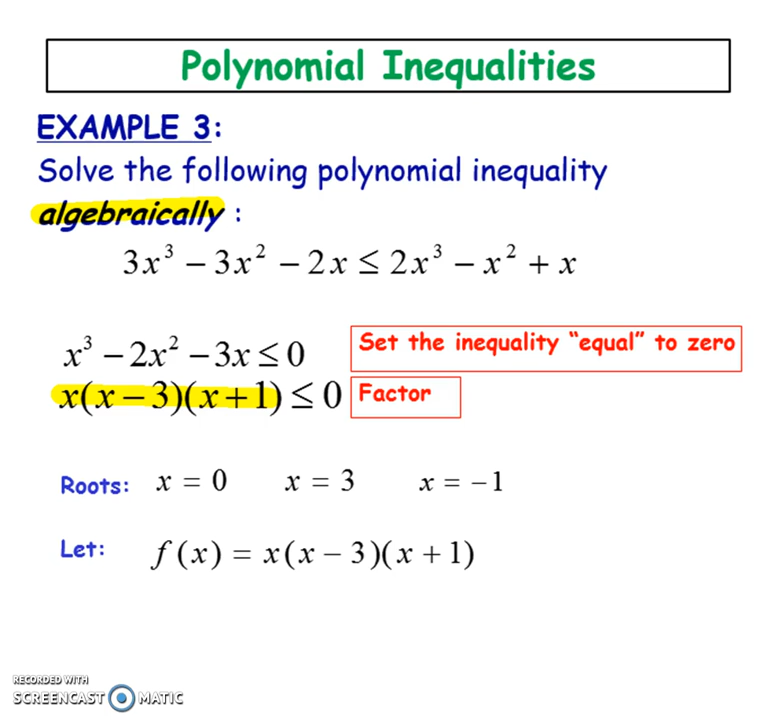 Polynomial Inequalities
EXAMPLE 3:
Solve the following polynomial inequality
algebraically :
3x³ − 3x² − 2x ≤ 2x³ − x² + x
x³ − 2x² − 3x ≤ 0 Set the inequality “equal” to zero
x(x − 3)(x + 1) ≤ 0 Factor
Roots: x = 0 x = 3 x = −1
Let: f(x) = x(x − 3)(x + 1)
RECORDED WITH
SCREENCAST MATIC